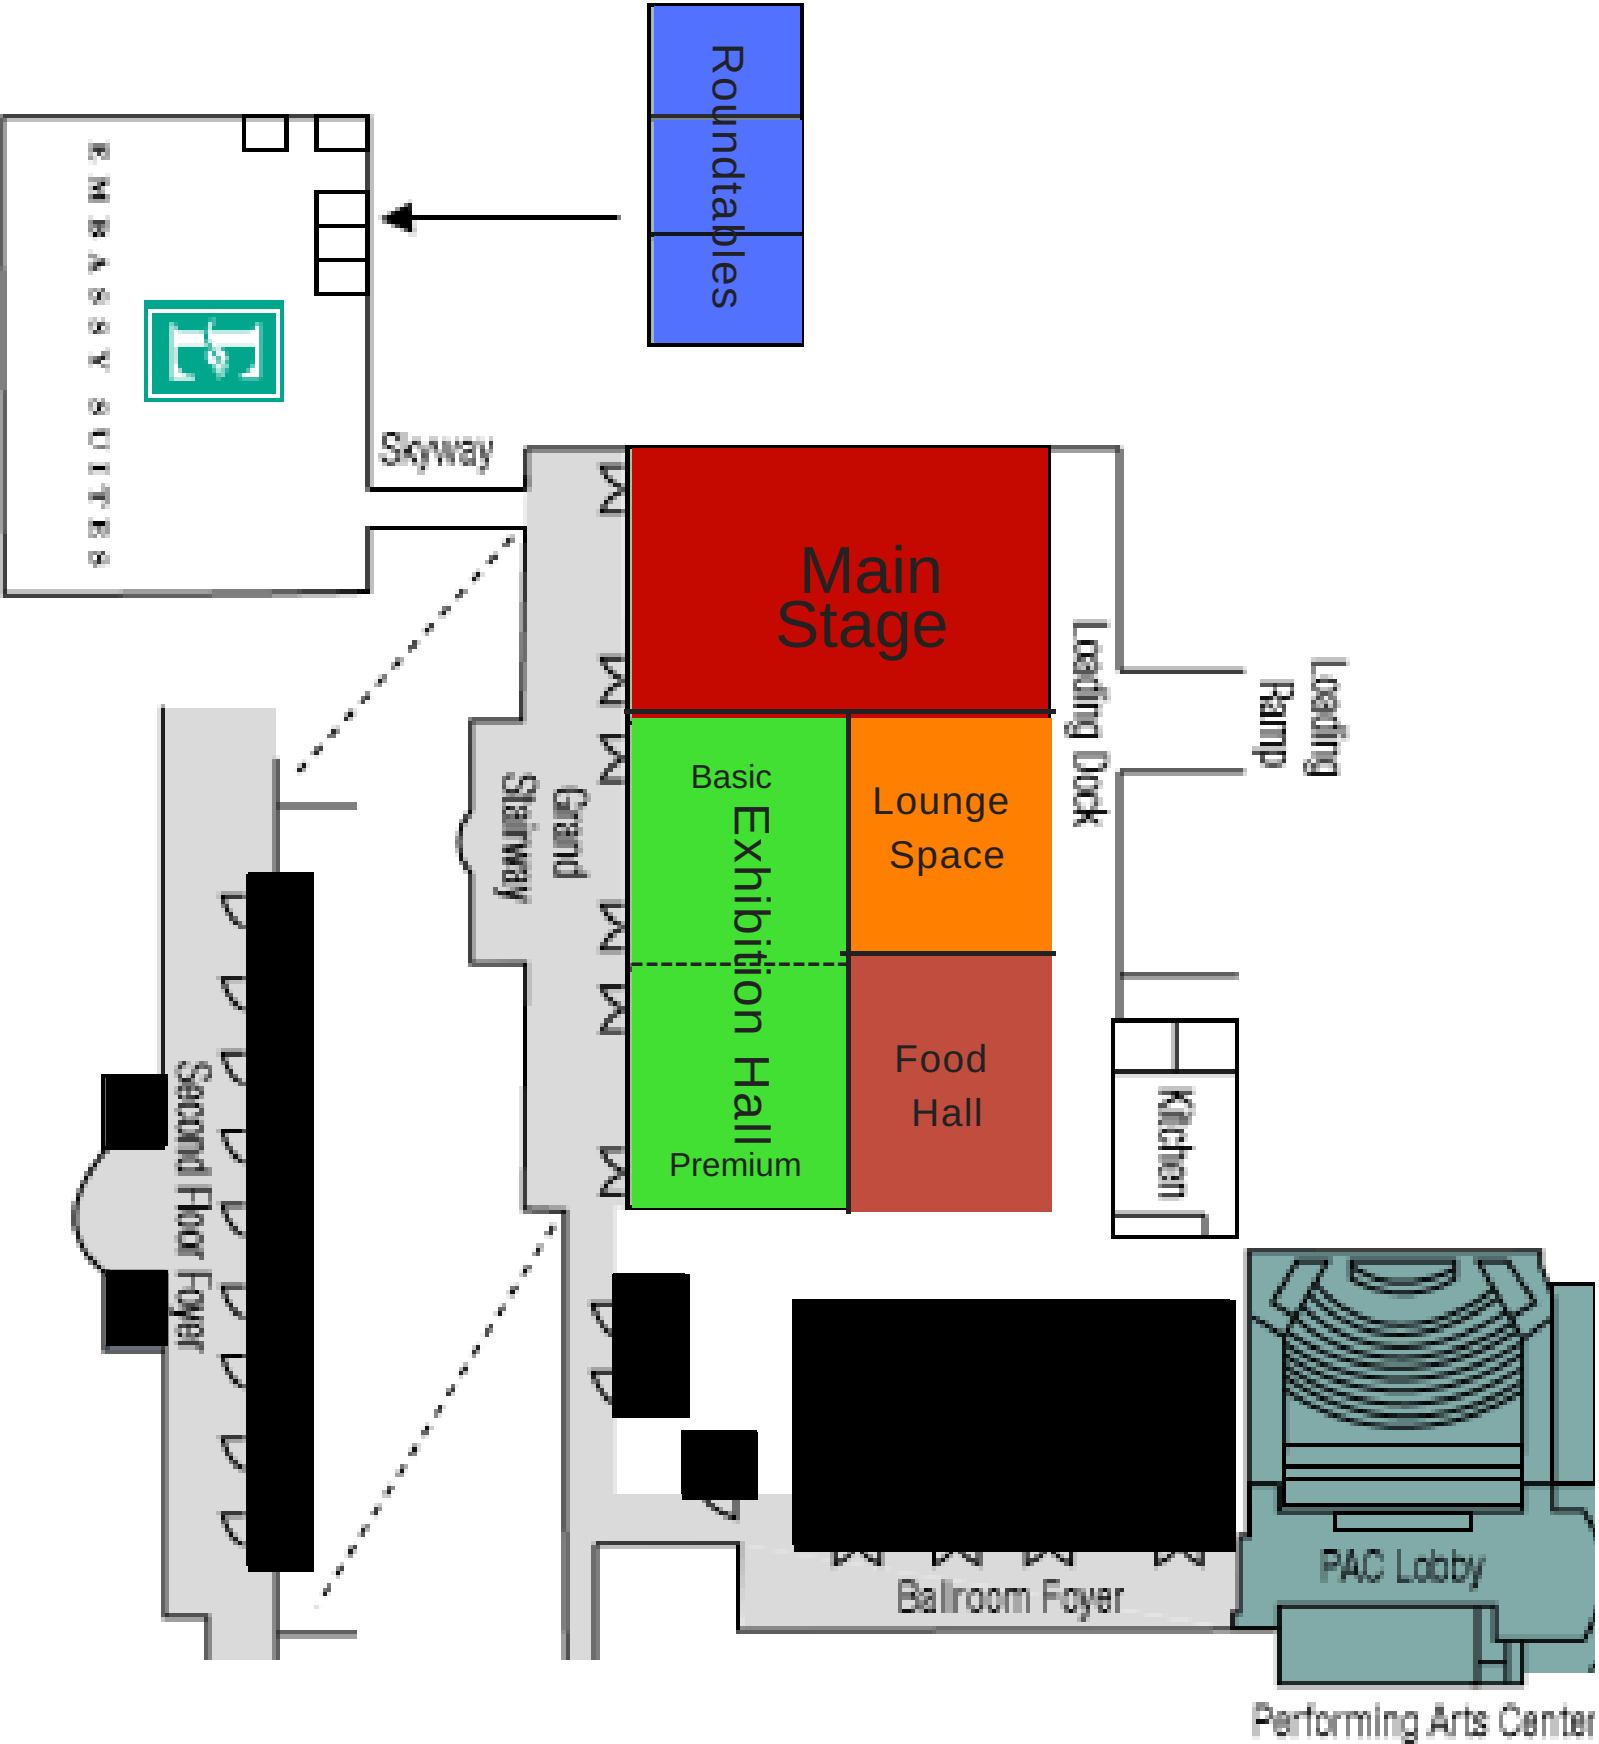 Roundtables
EMBASSY SUITES
E
Skyway
Main
Stage
Loading Dock
Loading
Ramp
Basic
Exhibition Hall
Premium
Lounge
Space
Grand
Stairway
Food
Hall
Kitchen
Second Floor Foyer
Ballroom Foyer
PAC Lobby
Performing Arts Center